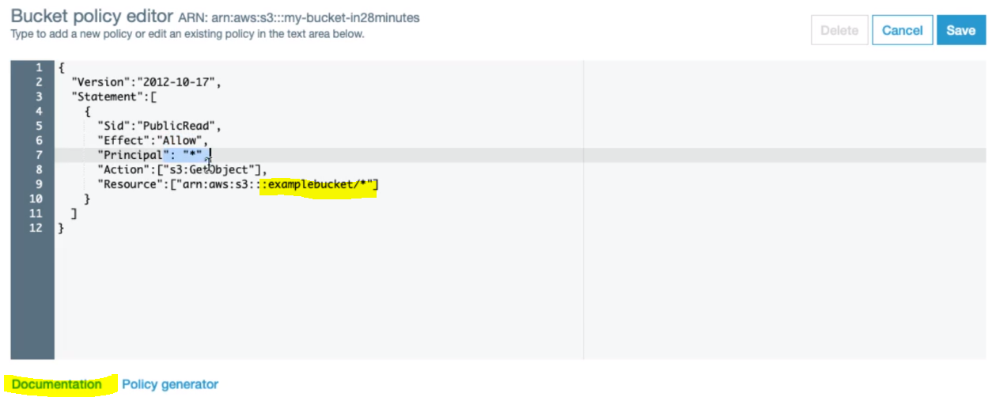 Bucket policy editor ARN: arn:aws:s3:::my-bucket-in28minutes
Type to add a new policy or edit an existing policy in the text area below.
Delete Cancel Save
1 {
2 "Version":"2012-10-17",
3 "Statement":[
4 {
5 "Sid":"PublicRead",
6 "Effect":"Allow",
7 "Principal": "*",
8 "Action":["s3:GetObject"],
9 "Resource":["arn:aws:s3:::examplebucket/*"]
10 }
11 ]
12 }
Documentation Policy generator